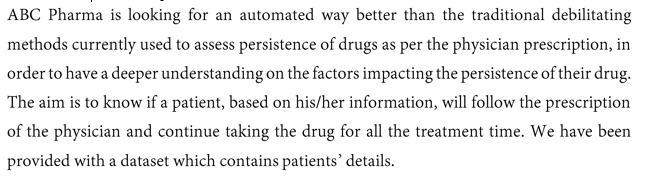 ABC Pharma is looking for an automated way better than the traditional debilitating
methods currently used to assess persistence of drugs as per the physician prescription, in
order to have a deeper understanding on the factors impacting the persistence of their drug.
The aim is to know if a patient, based on his/her information, will follow the prescription
of the physician and continue taking the drug for all the treatment time. We have been
provided with a dataset which contains patients’ details.